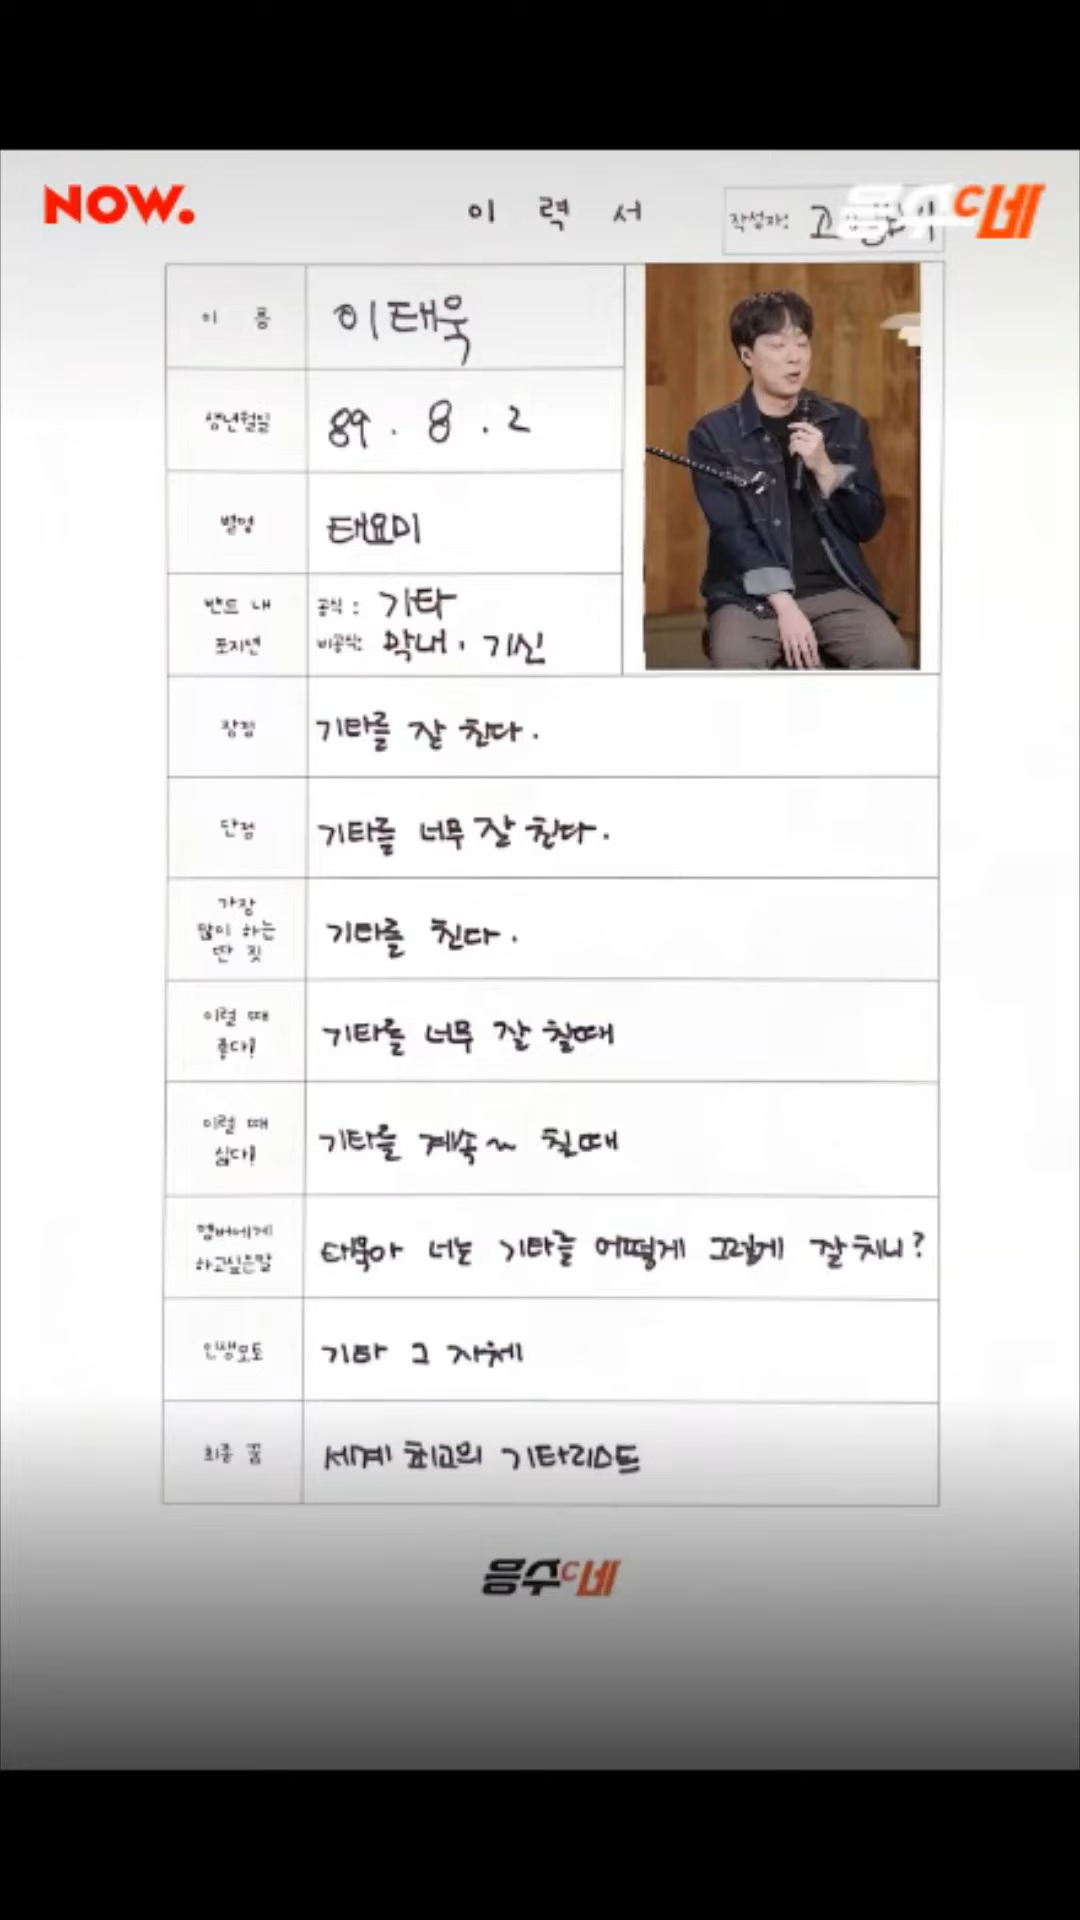 NOW.
응수C네
이 력 서
작성자:
이 름
이태욱
생년월일
89. 8. 2
별명
태요미
밴드 내
포지션
공식: 기타
비공식: 막내, 기신
장점
기타를 잘 친다.
단점
기타를 너무 잘 친다.
가장
많이 하는
딴 짓
기타를 친다.
이럴 때
좋다!
기타를 너무 잘 칠때
이럴 때
싫다!
기타를 계속~ 칠때
멤버에게
하고싶은말
태욱아 너는 기타를 어떻게 그렇게 잘 치니?
인생모토
기타 그 자체
최종 꿈
세계 최고의 기타리스트
응수C네